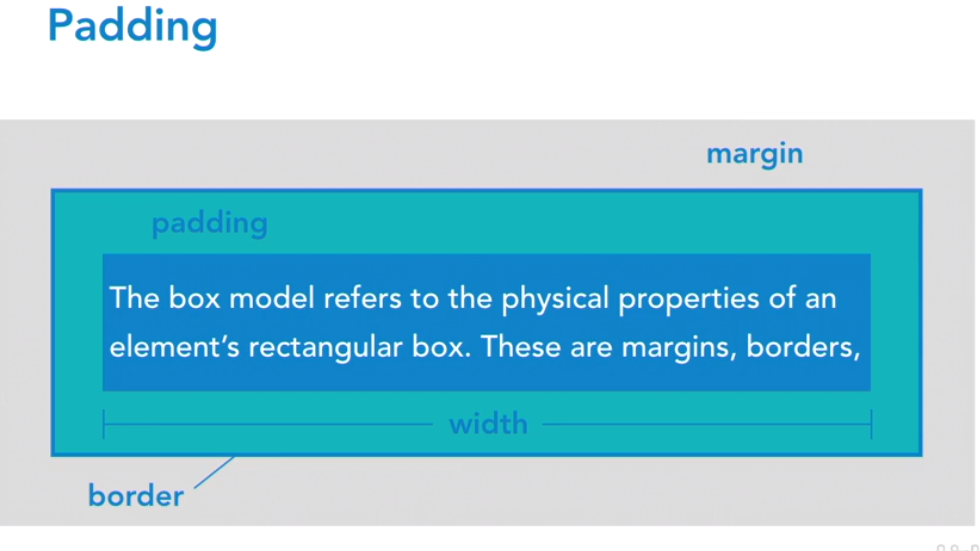 Padding
margin
padding
The box model refers to the physical properties of an
element’s rectangular box. These are margins, borders,
width
border